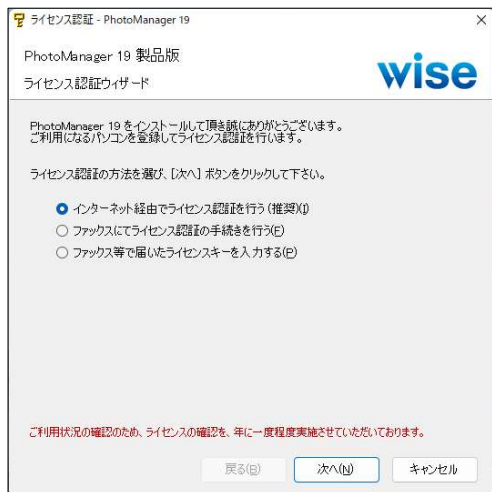 ライセンス認証 - PhotoManager 19
PhotoManager 19 製品版
ライセンス認証ウィザード
wise
PhotoManager 19 をインストールして頂き誠にありがとうございます。
ご利用になるパソコンを登録してライセンス認証を行います。
ライセンス認証の方法を選び、[次へ] ボタンをクリックして下さい。
インターネット経由でライセンス認証を行う(推奨)(I)
ファックスにてライセンス認証の手続きを行う(F)
ファックス等で届いたライセンスキーを入力する(P)
ご利用状況の確認のため、ライセンスの確認を、年に一度程度実施させていただいております。
戻る(B) 次へ(N) キャンセル